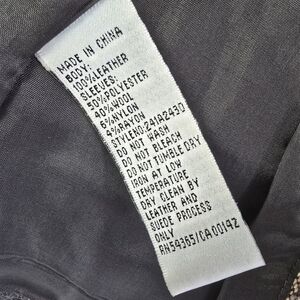 MADE IN CHINA
BODY:
100%LEATHER
SLEEVES:
50%POLYESTER
40%WOOL
6%NYLON
4%RAYON
STYLENO:241A2430
DO NOT WASH
DO NOT BLEACH
DO NOT TUMBLE DRY
IRON AT LOW
TEMPERATURE
DRY CLEAN BY
LEATHER AND
SUEDE PROCESS
ONLY
RN54365/CA00142